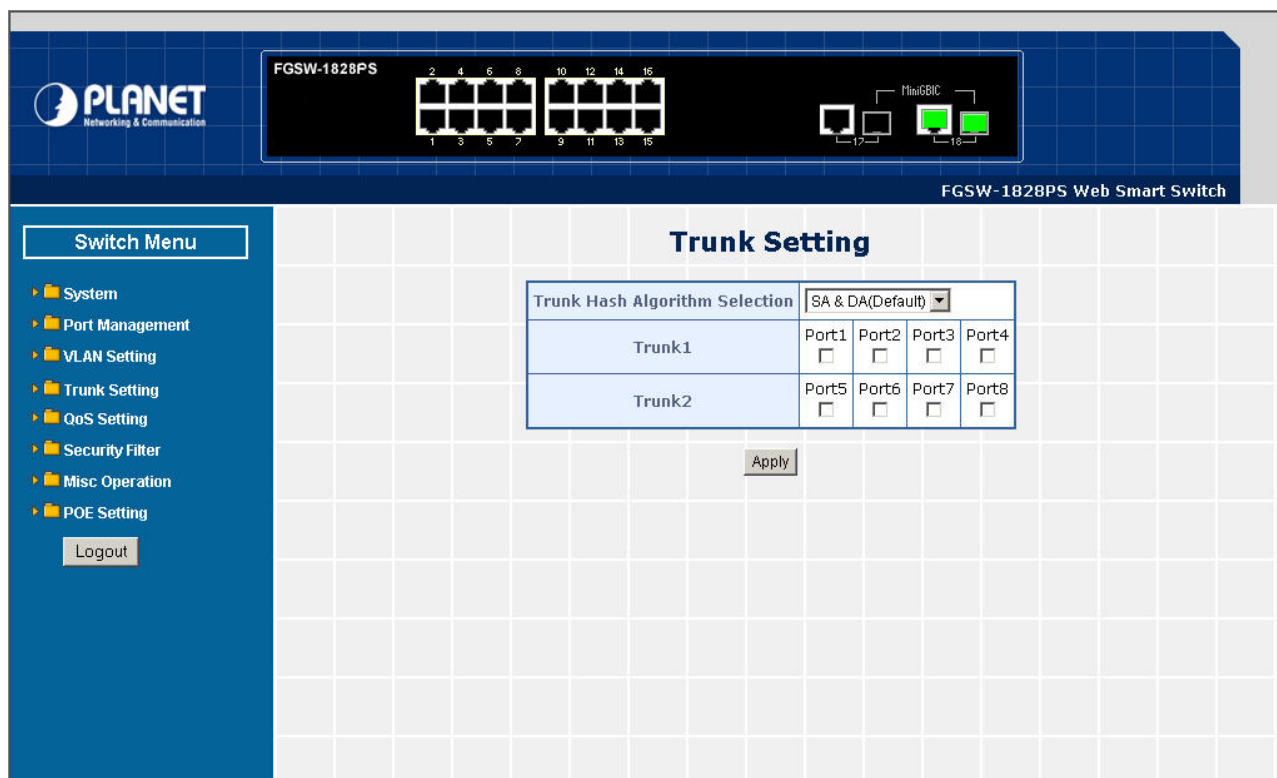 PLANET
Networking & Communication
FGSW-1828PS
2 4 6 8 10 12 14 16
MiniGBIC
1 3 5 7 9 11 13 15
17 18
FGSW-1828PS Web Smart Switch
Switch Menu
System
Port Management
VLAN Setting
Trunk Setting
QoS Setting
Security Filter
Misc Operation
POE Setting
Logout
Trunk Setting
Trunk Hash Algorithm Selection SA & DA(Default)
Trunk1 Port1 Port2 Port3 Port4
Trunk2 Port5 Port6 Port7 Port8
Apply